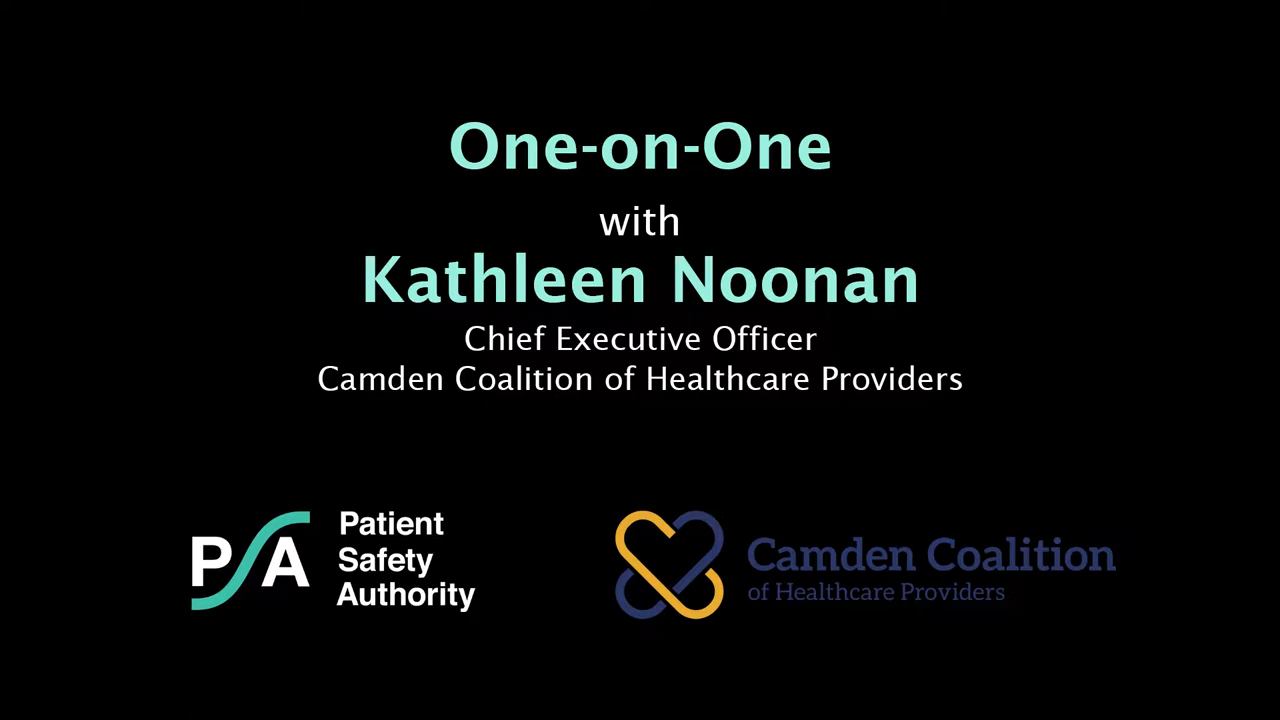 One-on-One
with
Kathleen Noonan
Chief Executive Officer
Camden Coalition of Healthcare Providers
PSA
Patient
Safety
Authority
Camden Coalition
of Healthcare Providers